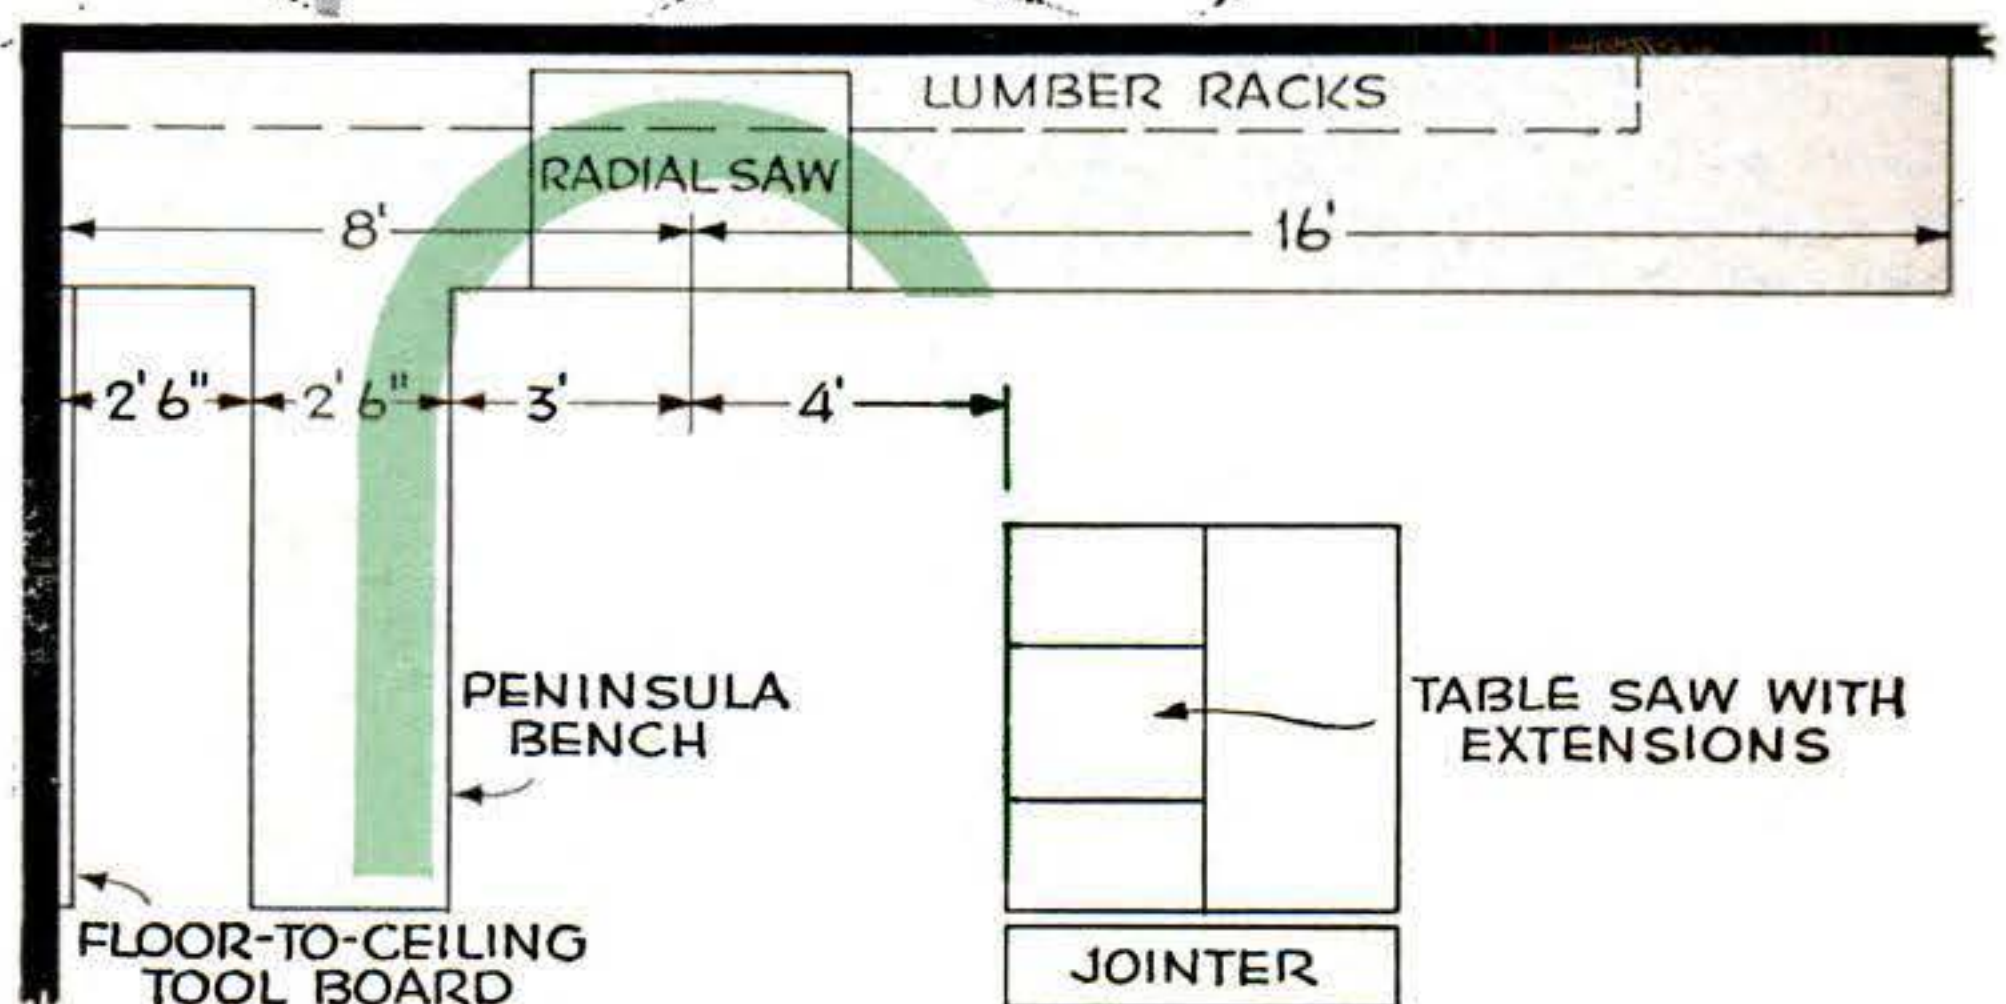 LUMBER RACKS
RADIAL SAW
8'
16'
2' 6"
2' 6"
3'
4'
PENINSULA
BENCH
TABLE SAW WITH
EXTENSIONS
FLOOR-TO-CEILING
TOOL BOARD
JOINTER